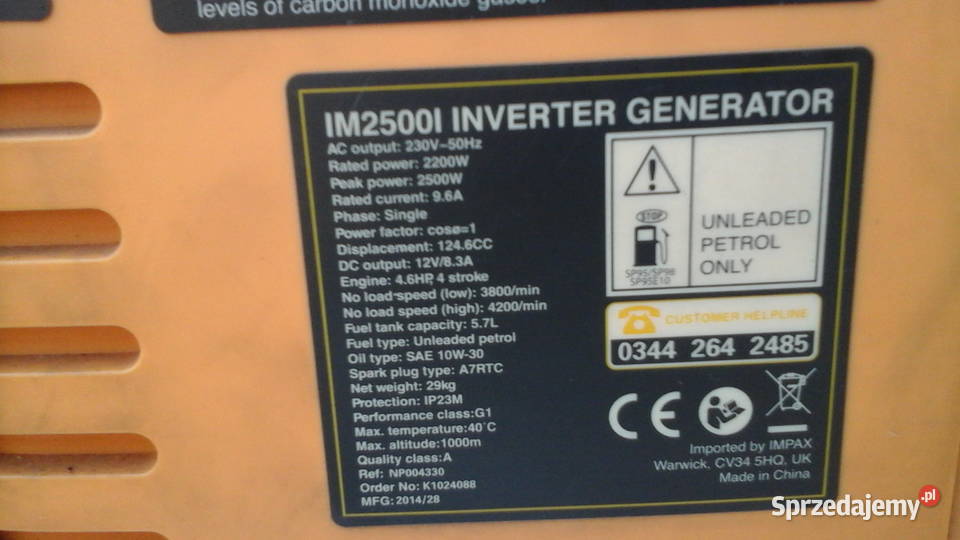 levels of carbon monoxide gasses.
IM2500I INVERTER GENERATOR
AC output: 230V~50Hz
Rated power: 2200W
Peak power: 2500W
Rated current: 9.6A
Phase: Single
Power factor: cosø=1
Displacement: 124.6CC
DC output: 12V/8.3A
Engine: 4.6HP, 4 stroke
No load speed (low): 3800/min
No load speed (high): 4200/min
Fuel tank capacity: 5.7L
Fuel type: Unleaded petrol
Oil type: SAE 10W-30
Spark plug type: A7RTC
Net weight: 29kg
Protection: IP23M
Performance class:G1
Max. temperature:40°C
Max. altitude:1000m
Quality class:A
Ref: NP004330
Order No: K1024088
MFG: 2014/28
!
STOP
SP95/SP98
SP95E10
UNLEADED
PETROL
ONLY
CUSTOMER HELPLINE
0344 264 2485
CE
Imported by IMPAX
Warwick, CV34 5HQ, UK
Made in China
Sprzedajemy.pl